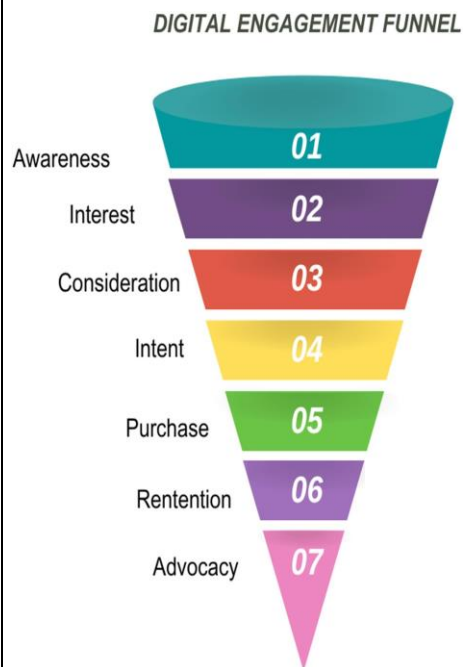 DIGITAL ENGAGEMENT FUNNEL
Awareness 01
Interest 02
Consideration 03
Intent 04
Purchase 05
Rentention 06
Advocacy 07